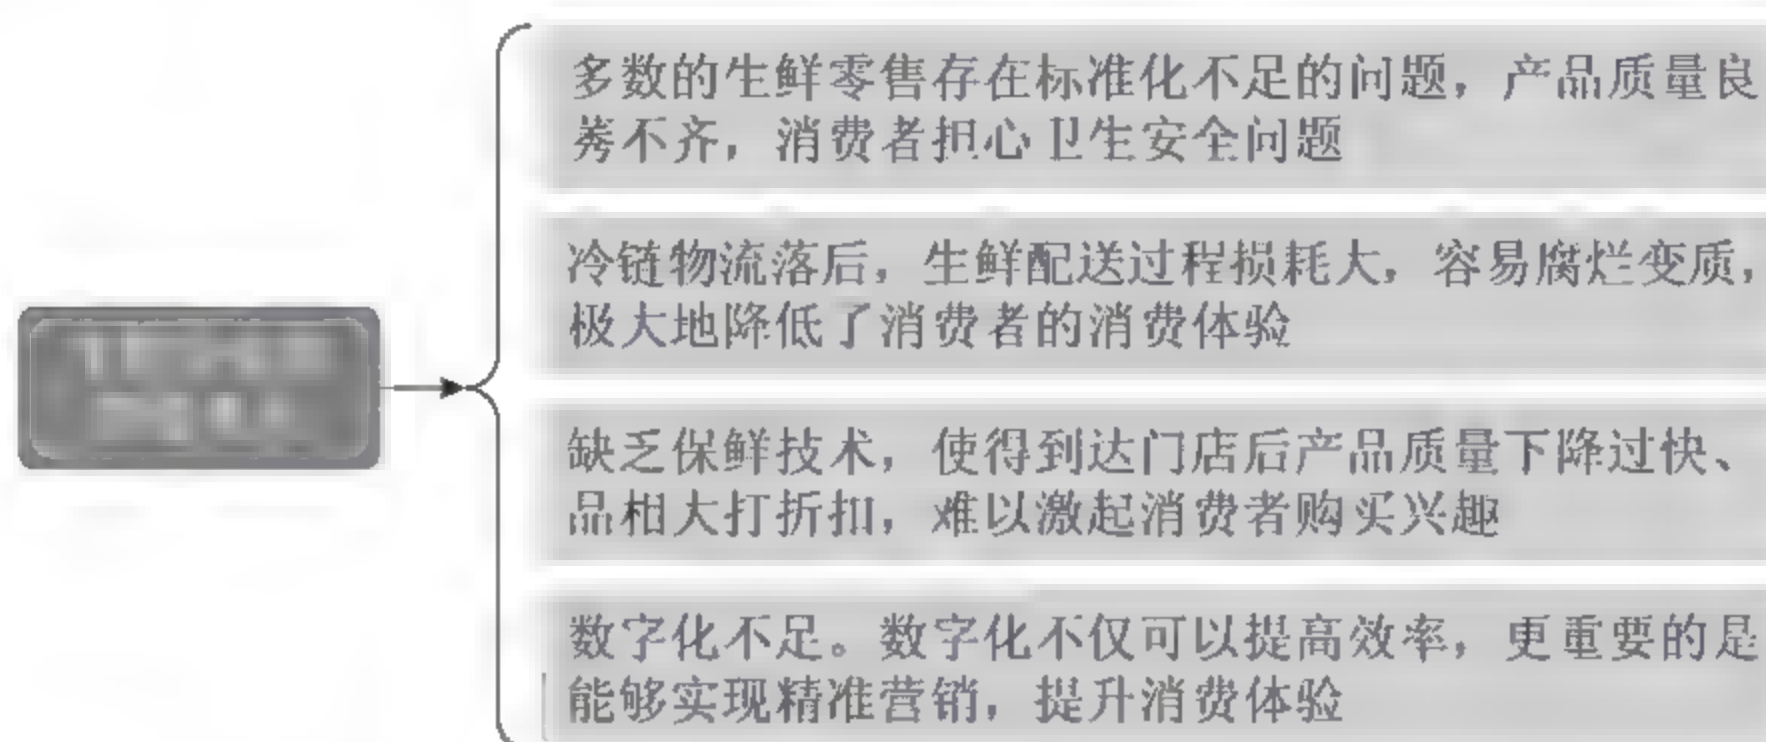 多数的生鲜零售存在标准化不足的问题，产品质量良
莠不齐，消费者担心卫生安全问题
冷链物流落后，生鲜配送过程损耗大，容易腐烂变质，
极大地降低了消费者的消费体验
缺乏保鲜技术，使得到达门店后产品质量下降过快、
品相大打折扣，难以激起消费者购买兴趣
数字化不足。数字化不仅可以提高效率，更重要的是
能够实现精准营销，提升消费体验